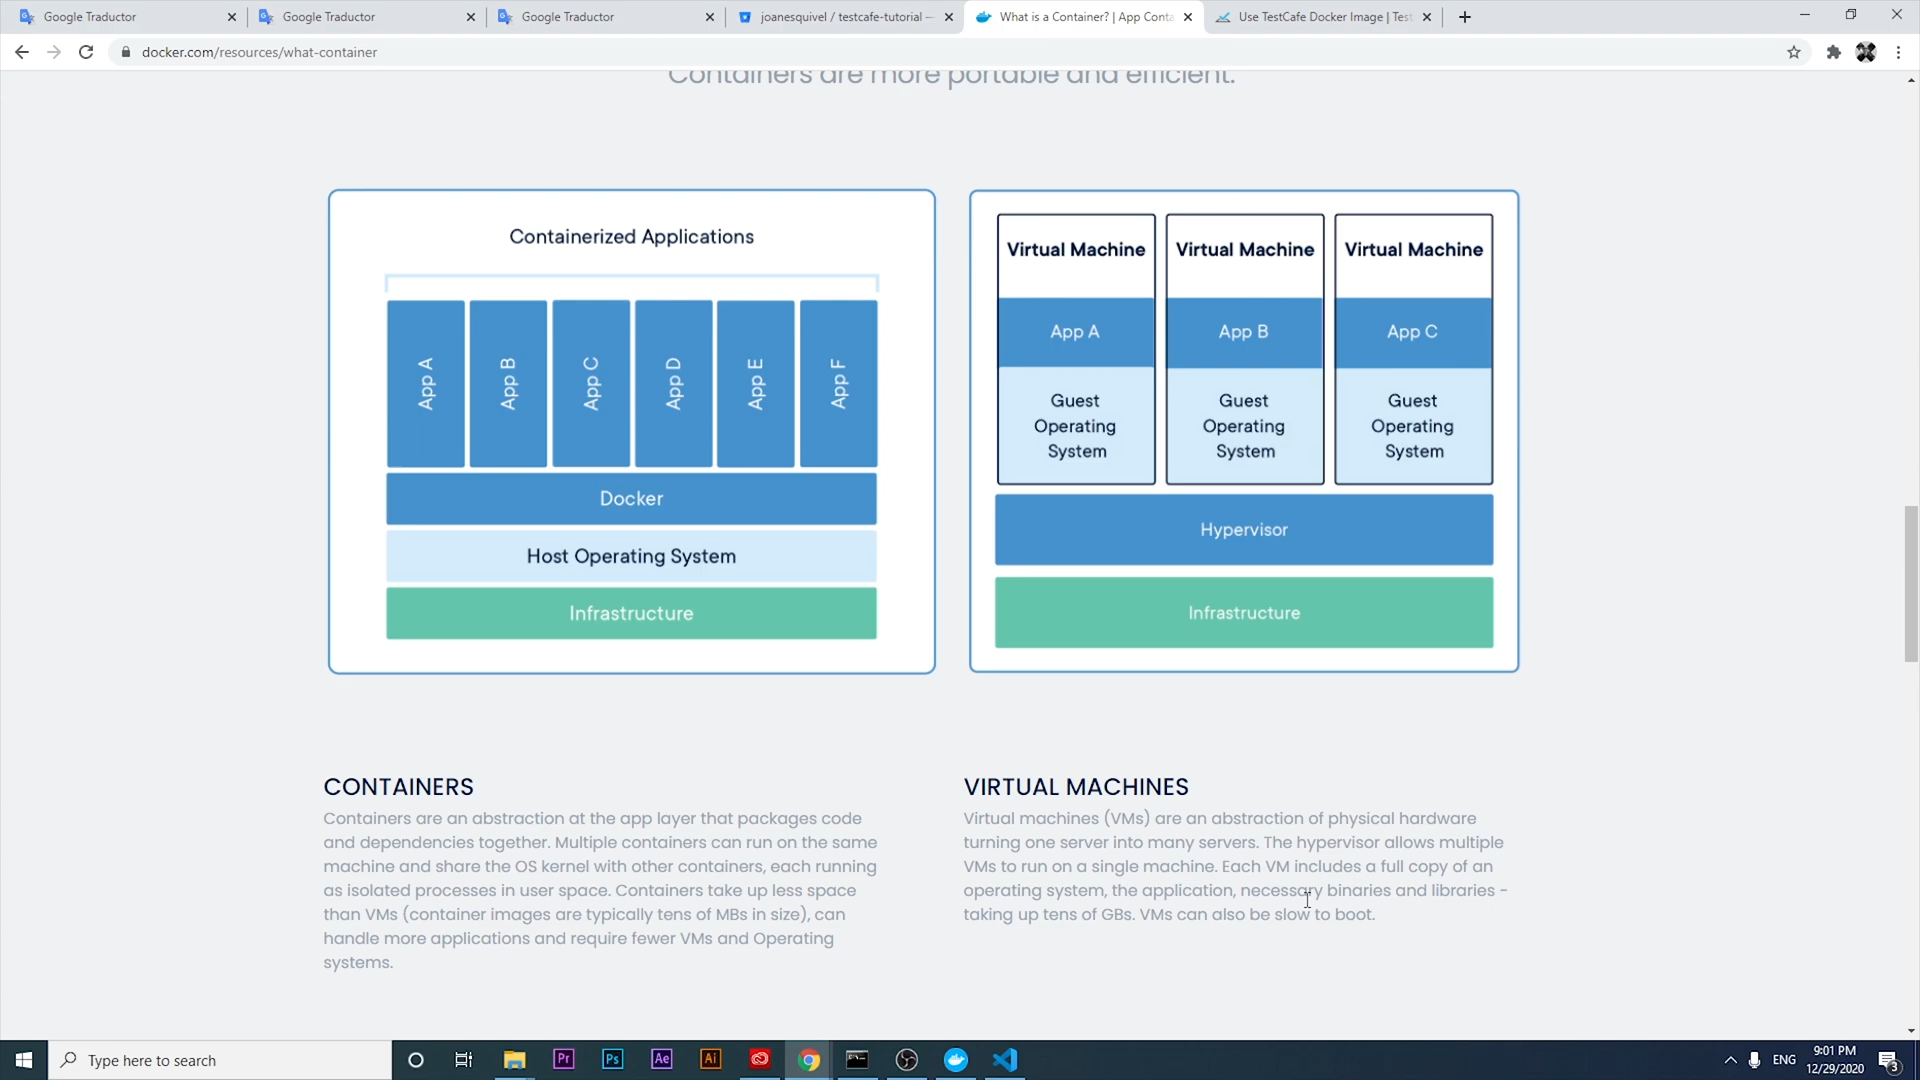 Google Traductor
Google Traductor
Google Traductor
joanesquivel / testcafe-tutorial —
What is a Container? | App Conta
Use TestCafe Docker Image | Test
docker.com/resources/what-container
Containers are more portable and efficient.
Containerized Applications
App A
App B
App C
App D
App E
App F
Docker
Host Operating System
Infrastructure
Virtual Machine
Virtual Machine
Virtual Machine
App A
App B
App C
Guest
Operating
System
Guest
Operating
System
Guest
Operating
System
Hypervisor
Infrastructure
CONTAINERS
Containers are an abstraction at the app layer that packages code
and dependencies together. Multiple containers can run on the same
machine and share the OS kernel with other containers, each running
as isolated processes in user space. Containers take up less space
than VMs (container images are typically tens of MBs in size), can
handle more applications and require fewer VMs and Operating
systems.
VIRTUAL MACHINES
Virtual machines (VMs) are an abstraction of physical hardware
turning one server into many servers. The hypervisor allows multiple
VMs to run on a single machine. Each VM includes a full copy of an
operating system, the application, necessary binaries and libraries -
taking up tens of GBs. VMs can also be slow to boot.
Type here to search
Pr
Ps
Ae
Ai
ENG
9:01 PM
12/29/2020
3